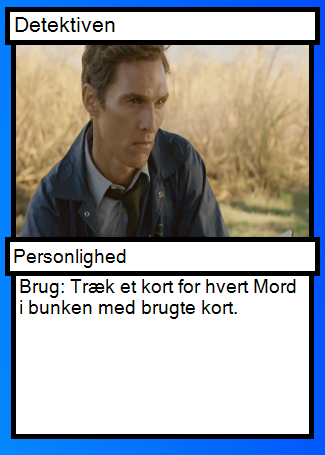 Detektiven
Personlighed
Brug: Træk et kort for hvert Mord
i bunken med brugte kort.